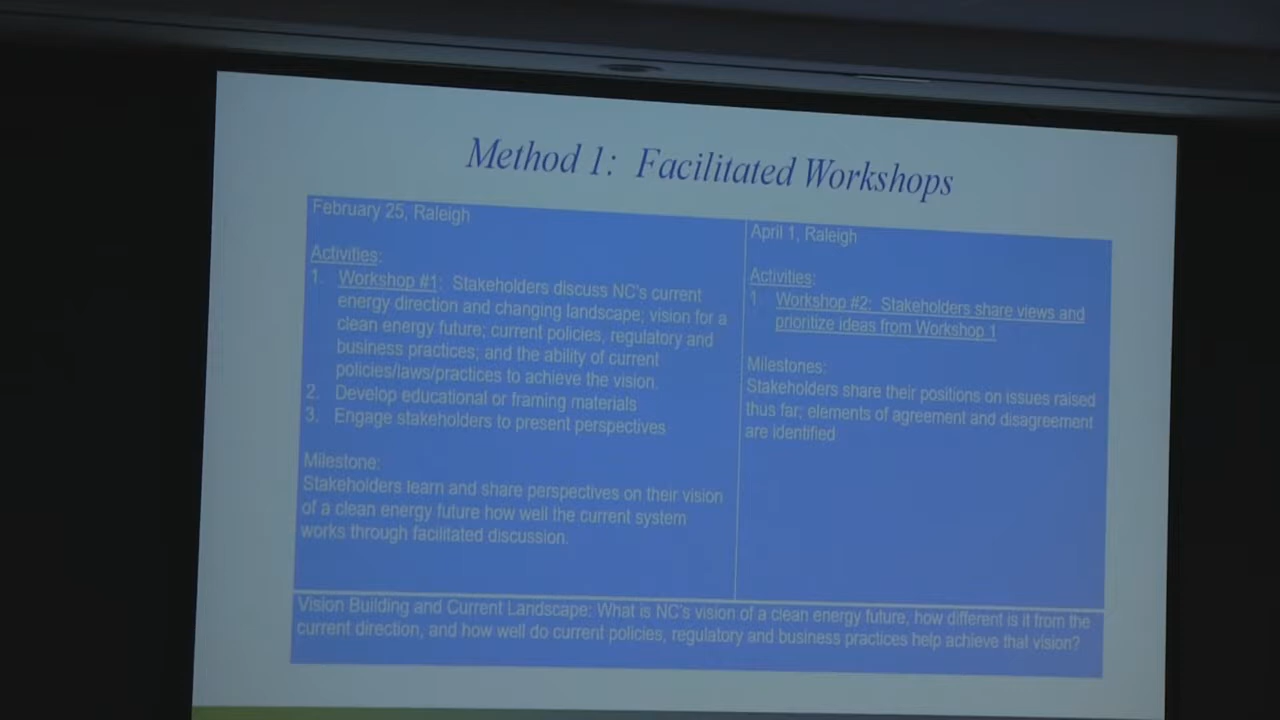 Method 1: Facilitated Workshops
February 25, Raleigh
Activities:
1. Workshop #1: Stakeholders discuss NC's current
energy direction and changing landscape; vision for a
clean energy future; current policies, regulatory and
business practices; and the ability of current
policies/laws/practices to achieve the vision.
2. Develop educational or framing materials
3. Engage stakeholders to present perspectives
Milestone:
Stakeholders learn and share perspectives on their vision
of a clean energy future how well the current system
works through facilitated discussion.
April 1, Raleigh
Activities:
1. Workshop #2: Stakeholders share views and
prioritize ideas from Workshop 1
Milestones:
Stakeholders share their positions on issues raised
thus far; elements of agreement and disagreement
are identified
Vision Building and Current Landscape: What is NC's vision of a clean energy future, how different is it from the
current direction, and how well do current policies, regulatory and business practices help achieve that vision?